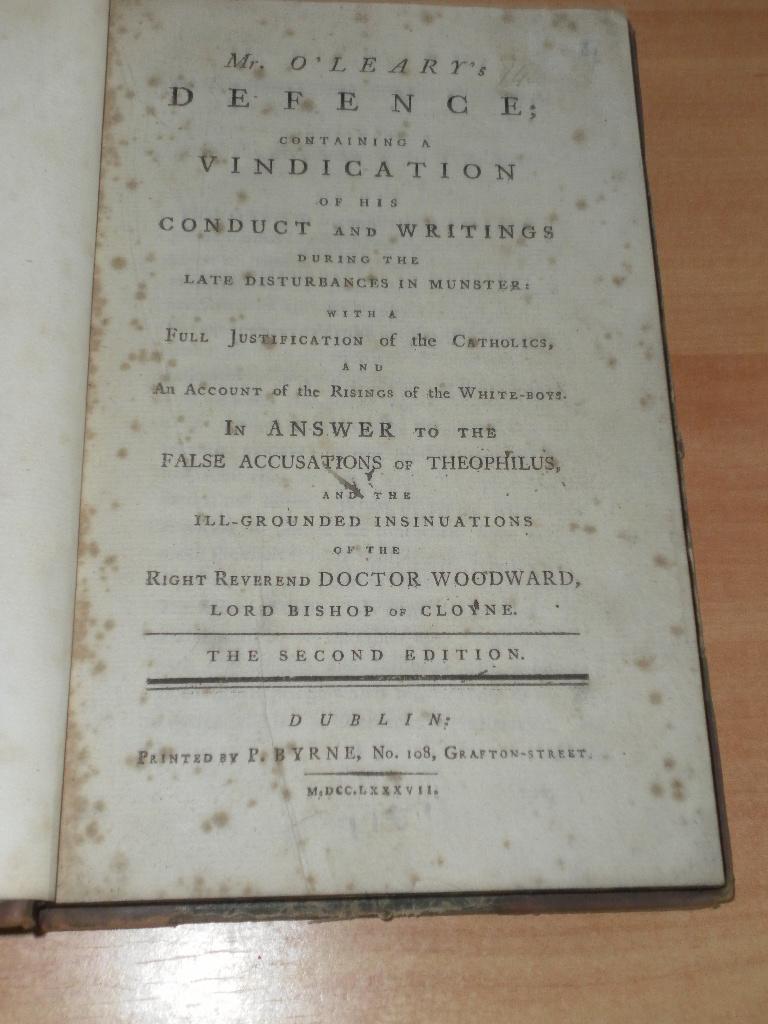 Mr. O'LEARY's
DEFENCE;
CONTAINING A
VINDICATION
OF HIS
CONDUCT AND WRITINGS
DURING THE
LATE DISTURBANCES IN MUNSTER:
WITH A
FULL JUSTIFICATION of the CATHOLICS,
AND
An ACCOUNT of the RISINGS of the WHITE-BOYS.
IN ANSWER TO THE
FALSE ACCUSATIONS OF THEOPHILUS,
AND THE
ILL-GROUNDED INSINUATIONS
OF THE
RIGHT REVEREND DOCTOR WOODWARD,
LORD BISHOP OF CLOYNE.
THE SECOND EDITION.
DUBLIN:
PRINTED BY P. BYRNE, No. 108, GRAFTON-STREET.
M,DCC.LXXXVII.